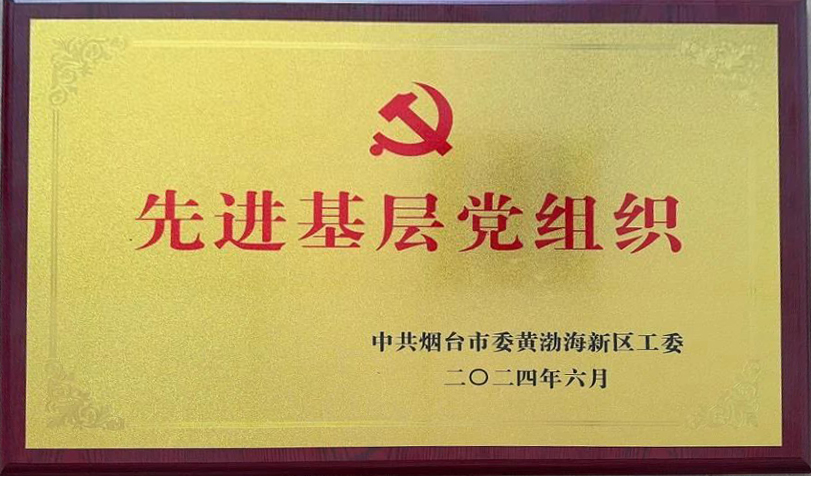 先进基层党组织
中共烟台市委黄渤海新区工委
二〇二四年六月